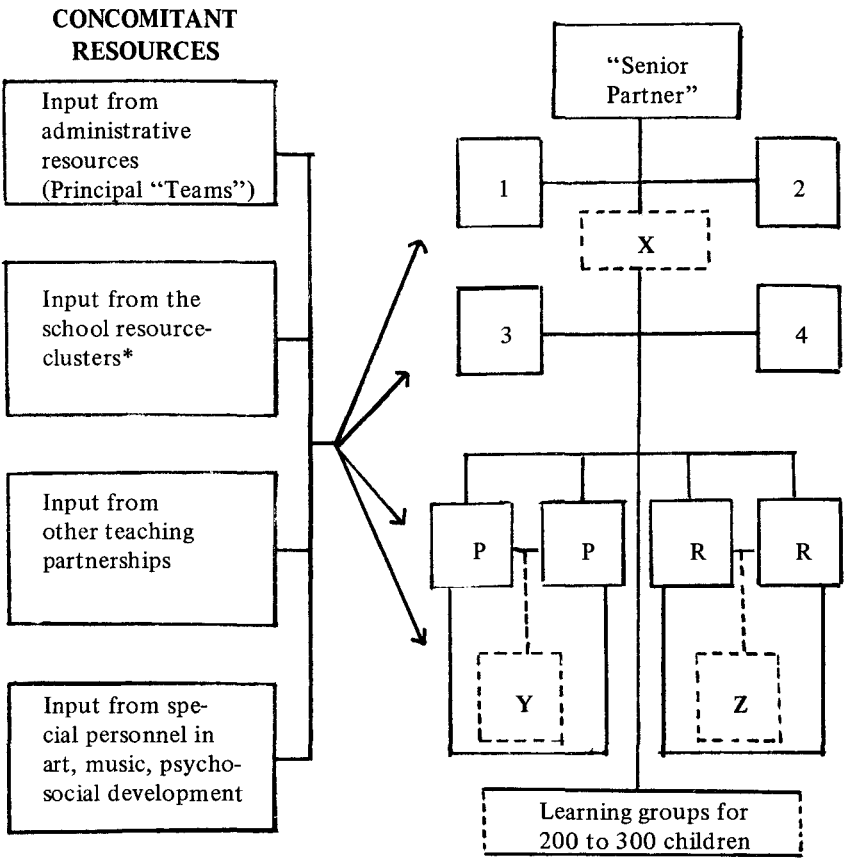 CONCOMITANT
RESOURCES
Input from
administrative
resources
(Principal “Teams”)
Input from the
school resource-
clusters*
Input from
other teaching
partnerships
Input from spe-
cial personnel in
art, music, psycho-
social development
“Senior
Partner”
1
2
X
3
4
P
P
R
R
Y
Z
Learning groups for
200 to 300 children